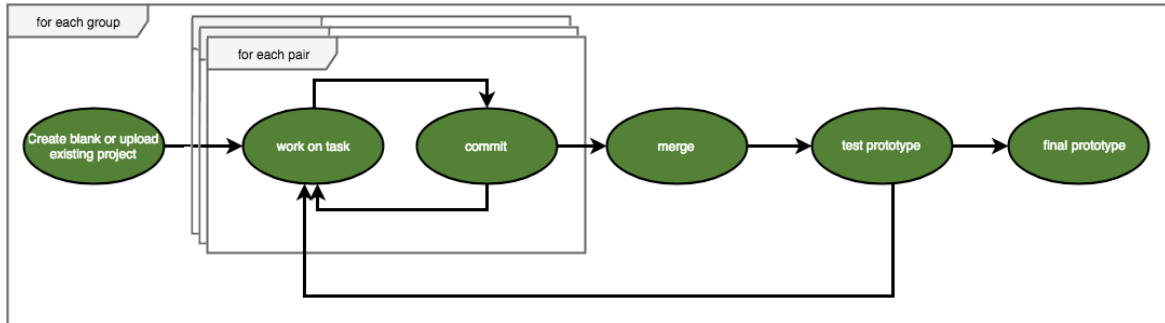 for each group
for each pair
Create blank or upload
existing project
work on task
commit
merge
test prototype
final prototype